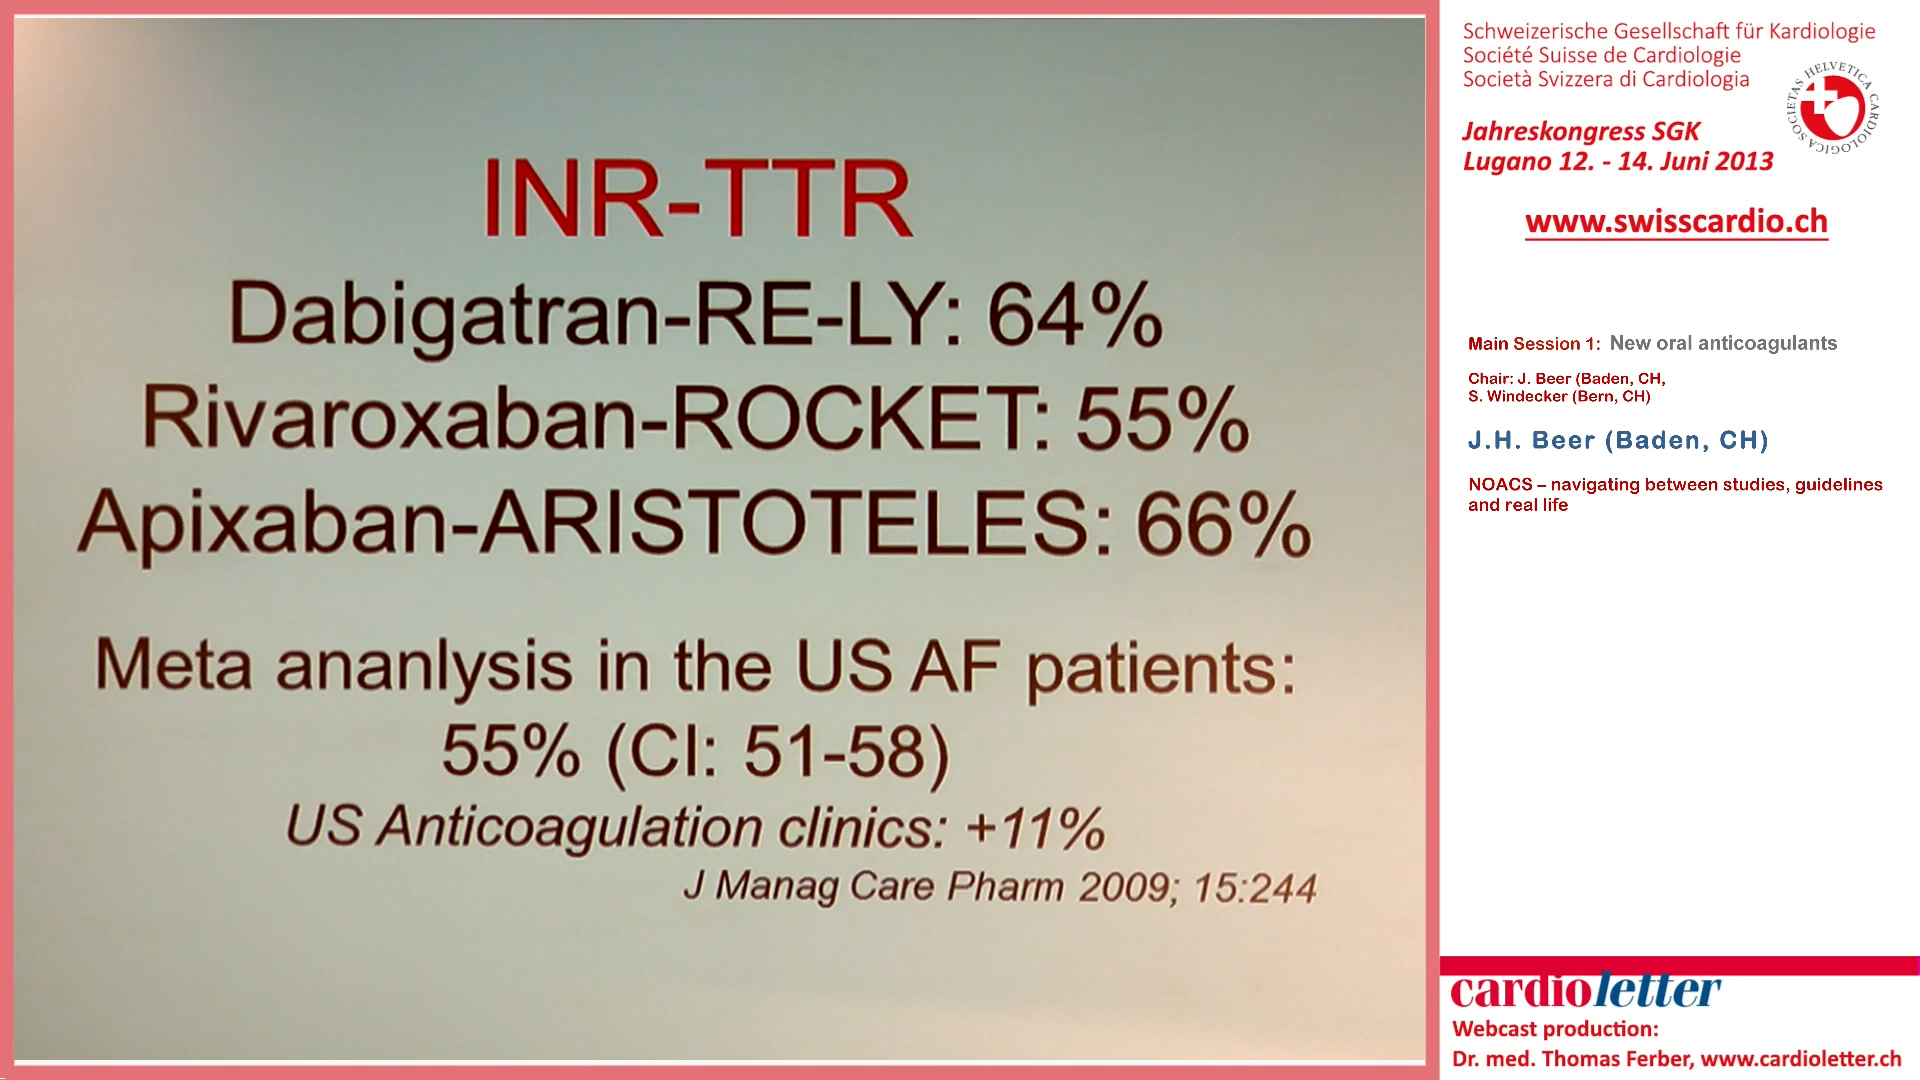 INR-TTR
Dabigatran-RE-LY: 64%
Rivaroxaban-ROCKET: 55%
Apixaban-ARISTOTELES: 66%
Meta ananlysis in the US AF patients:
55% (CI: 51-58)
US Anticoagulation clinics: +11%
J Manag Care Pharm 2009; 15:244
Schweizerische Gesellschaft für Kardiologie
Société Suisse de Cardiologie
Società Svizzera di Cardiologia
SOCIETAS HELVETICA CARDIOLOGICA
Jahreskongress SGK
Lugano 12. - 14. Juni 2013
www.swisscardio.ch
Main Session 1: New oral anticoagulants
Chair: J. Beer (Baden, CH,
S. Windecker (Bern, CH)
J.H. Beer (Baden, CH)
NOACS – navigating between studies, guidelines
and real life
cardioletter
Webcast production:
Dr. med. Thomas Ferber, www.cardioletter.ch